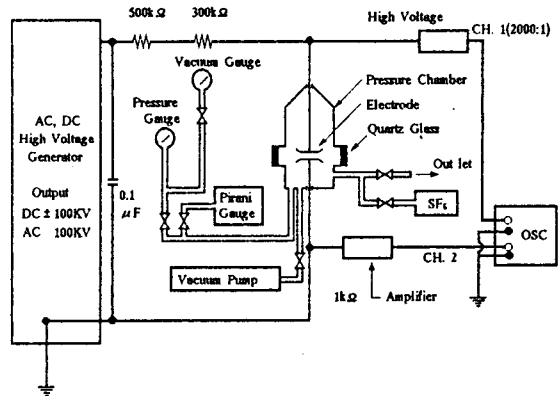 500kΩ
300kΩ
High Voltage
CH. 1(2000:1)
Vacuum Gauge
Pressure
Gauge
Pressure Chamber
Electrode
Quartz Glass
AC, DC
High Voltage
Generator
Output
DC ± 100KV
AC 100KV
0.1
μF
Pirani
Gauge
Out let
SF₆
OSC
Vacuum Pump
CH. 2
1kΩ
Amplifier